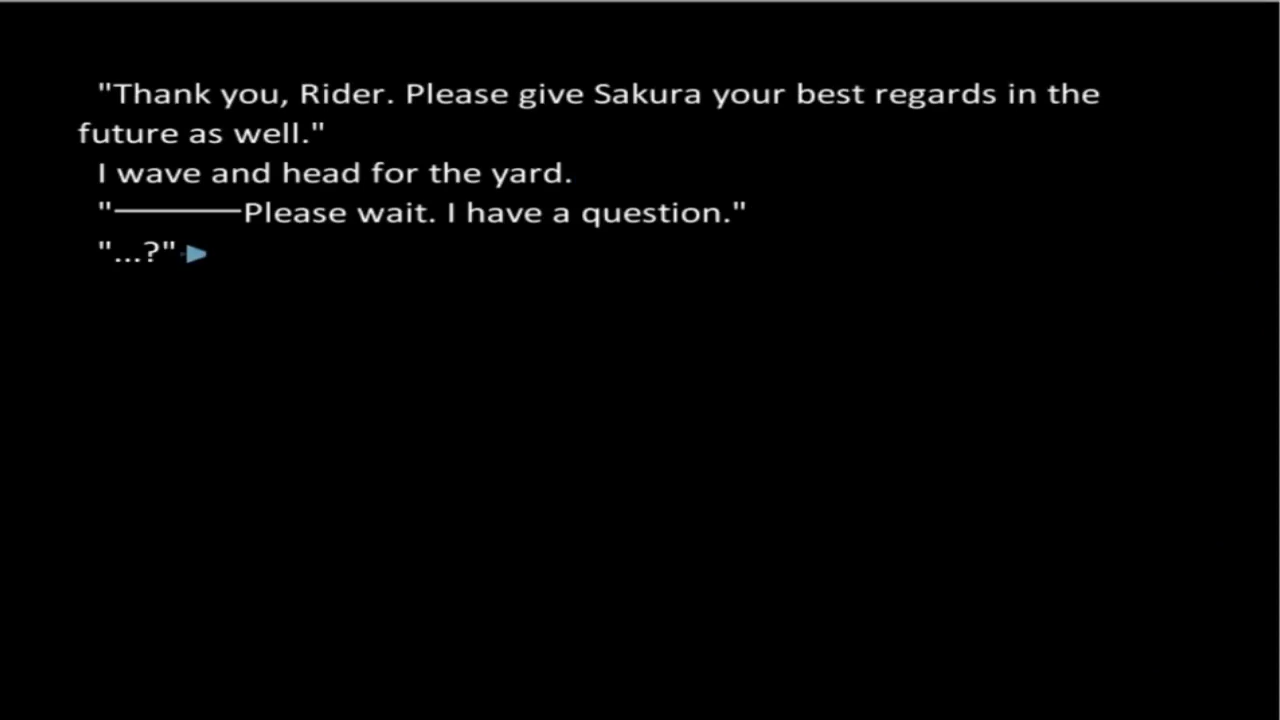 "Thank you, Rider. Please give Sakura your best regards in the
future as well."
I wave and head for the yard.
"――――Please wait. I have a question."
"...?"